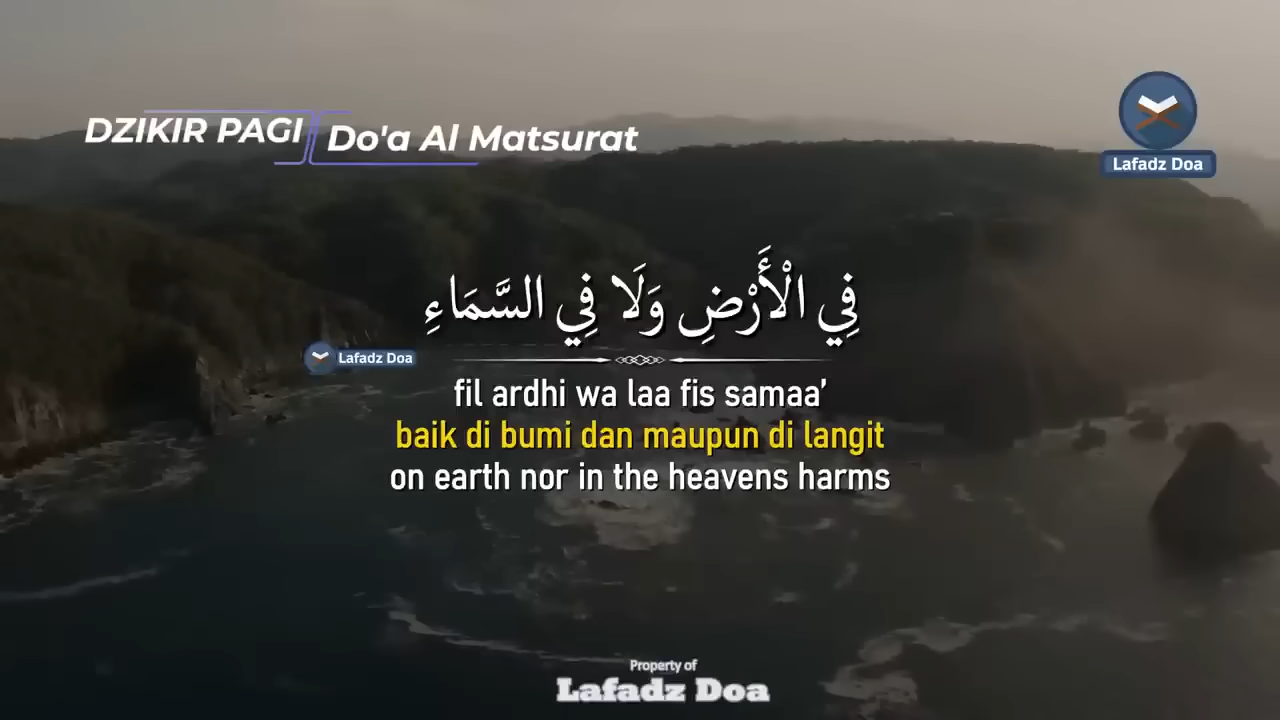 DZIKIR PAGI
Do'a Al Matsurat
Lafadz Doa
فِي الْأَرْضِ وَلَا فِي السَّمَاءِ
Lafadz Doa
fil ardhi wa laa fis samaa’
baik di bumi dan maupun di langit
on earth nor in the heavens harms
Property of
Lafadz Doa